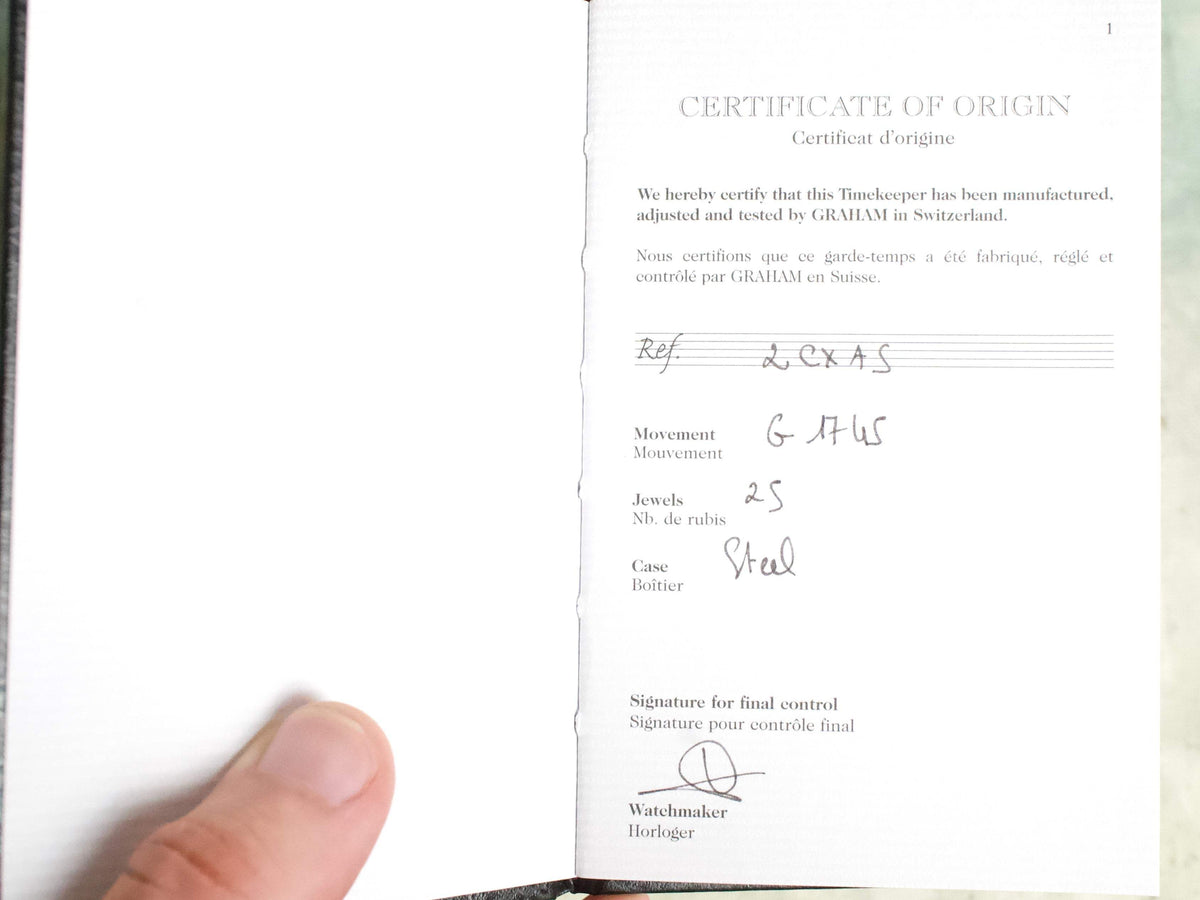 1
CERTIFICATE OF ORIGIN
Certificat d'origine
We hereby certify that this Timekeeper has been manufactured,
adjusted and tested by GRAHAM in Switzerland.
Nous certifions que ce garde-temps a été fabriqué, réglé et
contrôlé par GRAHAM en Suisse.
Ref. 2CXAS
Movement G 1745
Mouvement
Jewels 25
Nb. de rubis
Case Steel
Boîtier
Signature for final control
Signature pour contrôle final
Watchmaker
Horloger